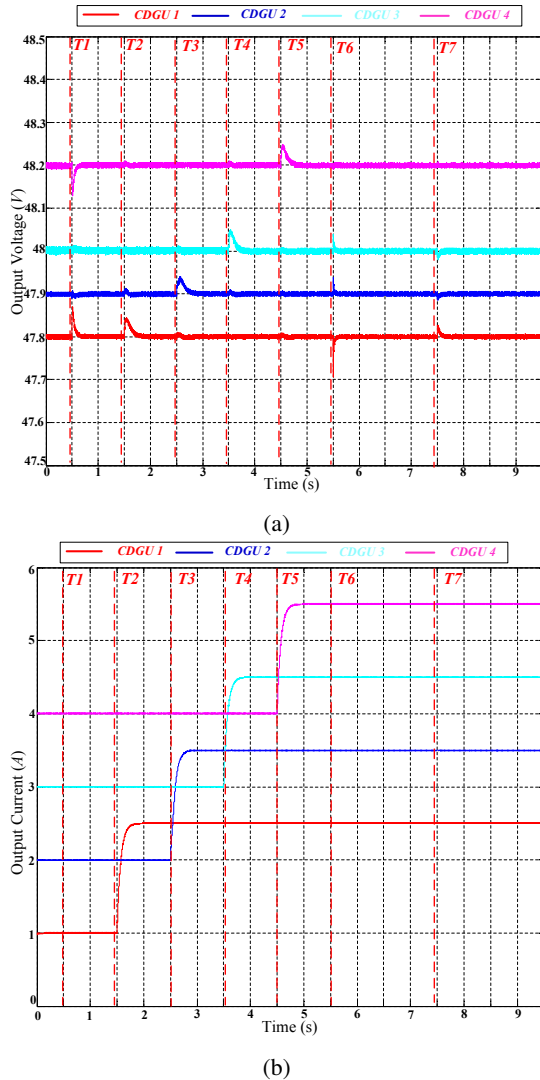 CDGU 1 CDGU 2 CDGU 3 CDGU 4
48.5
48.4
48.3
48.2
48.1
48
47.9
47.8
47.7
47.6
47.5
Output Voltage (V)
T1 T2 T3 T4 T5 T6 T7
0 1 2 3 4 5 6 7 8 9
Time (s)
(a)
CDGU 1 CDGU 2 CDGU 3 CDGU 4
6
5
4
3
2
1
0
Output Current (A)
T1 T2 T3 T4 T5 T6 T7
0 1 2 3 4 5 6 7 8 9
Time (s)
(b)